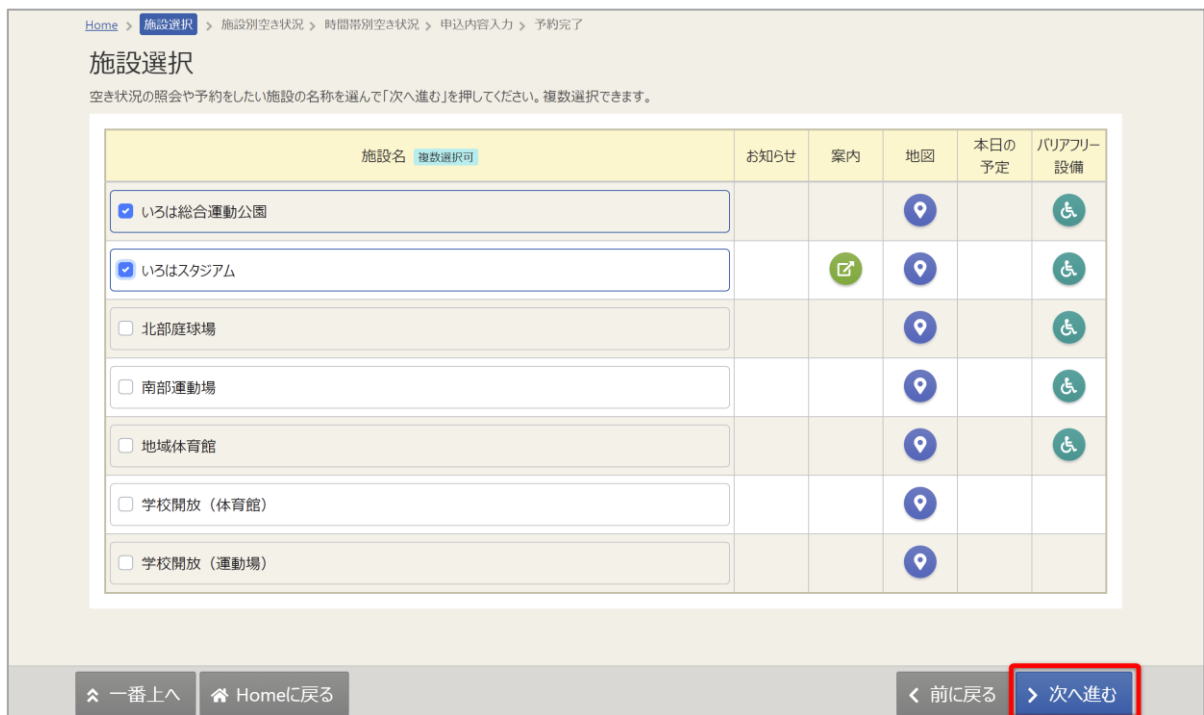 Home > 施設選択 > 施設別空き状況 > 時間帯別空き状況 > 申込内容入力 > 予約完了
施設選択
空き状況の照会や予約をしたい施設の名称を選んで「次へ進む」を押してください。複数選択できます。
施設名 複数選択可 お知らせ 案内 地図 本日の予定 バリアフリー設備
いろは総合運動公園
いろはスタジアム
北部庭球場
南部運動場
地域体育館
学校開放（体育館）
学校開放（運動場）
一番上へ Homeに戻る < 前に戻る > 次へ進む